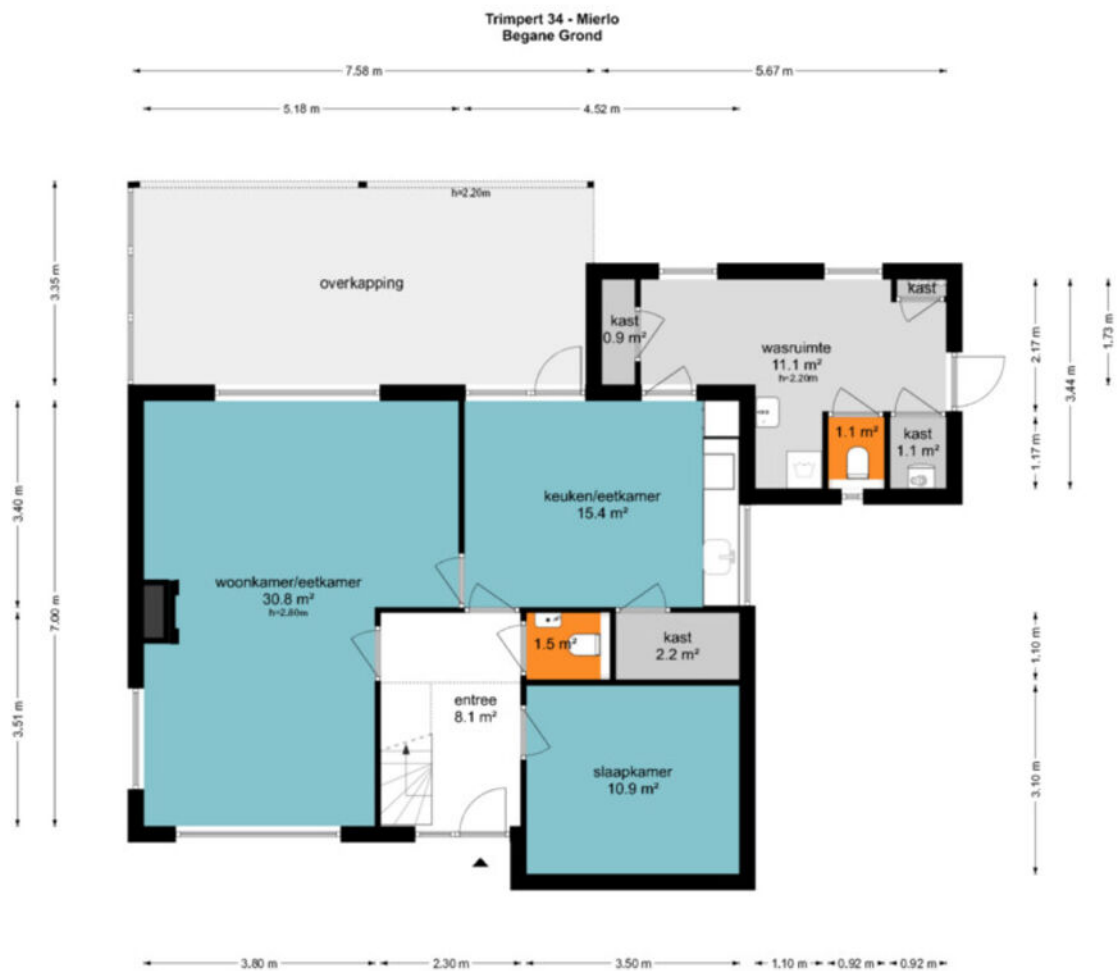 Trimpert 34 - Mierlo
Begane Grond
7.58 m
5.67 m
5.18 m
4.52 m
h=2.20m
3.35 m
overkapping
kast
kast
0.9 m²
wasruimte
11.1 m²
h=2.20m
2.17 m
3.44 m
1.73 m
1.1 m²
kast
1.1 m²
1.17 m
3.40 m
7.00 m
keuken/eetkamer
15.4 m²
woonkamer/eetkamer
30.8 m²
h=2.80m
1.5 m²
kast
2.2 m²
1.10 m
3.51 m
entree
8.1 m²
slaapkamer
10.9 m²
3.10 m
3.80 m
2.30 m
3.50 m
1.10 m
0.92 m
0.92 m